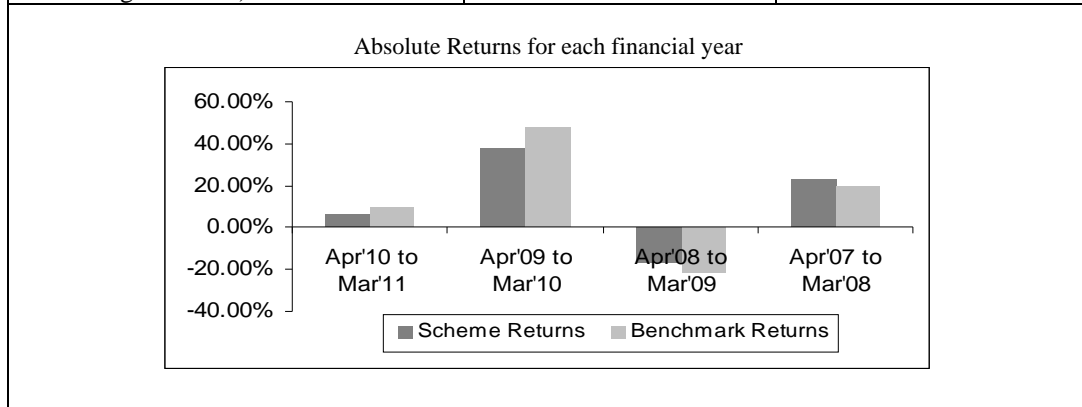 Absolute Returns for each financial year
60.00%
40.00%
20.00%
0.00%
-20.00%
-40.00%
Apr'10 to
Mar'11
Apr'09 to
Mar'10
Apr'08 to
Mar'09
Apr'07 to
Mar'08
Scheme Returns
Benchmark Returns